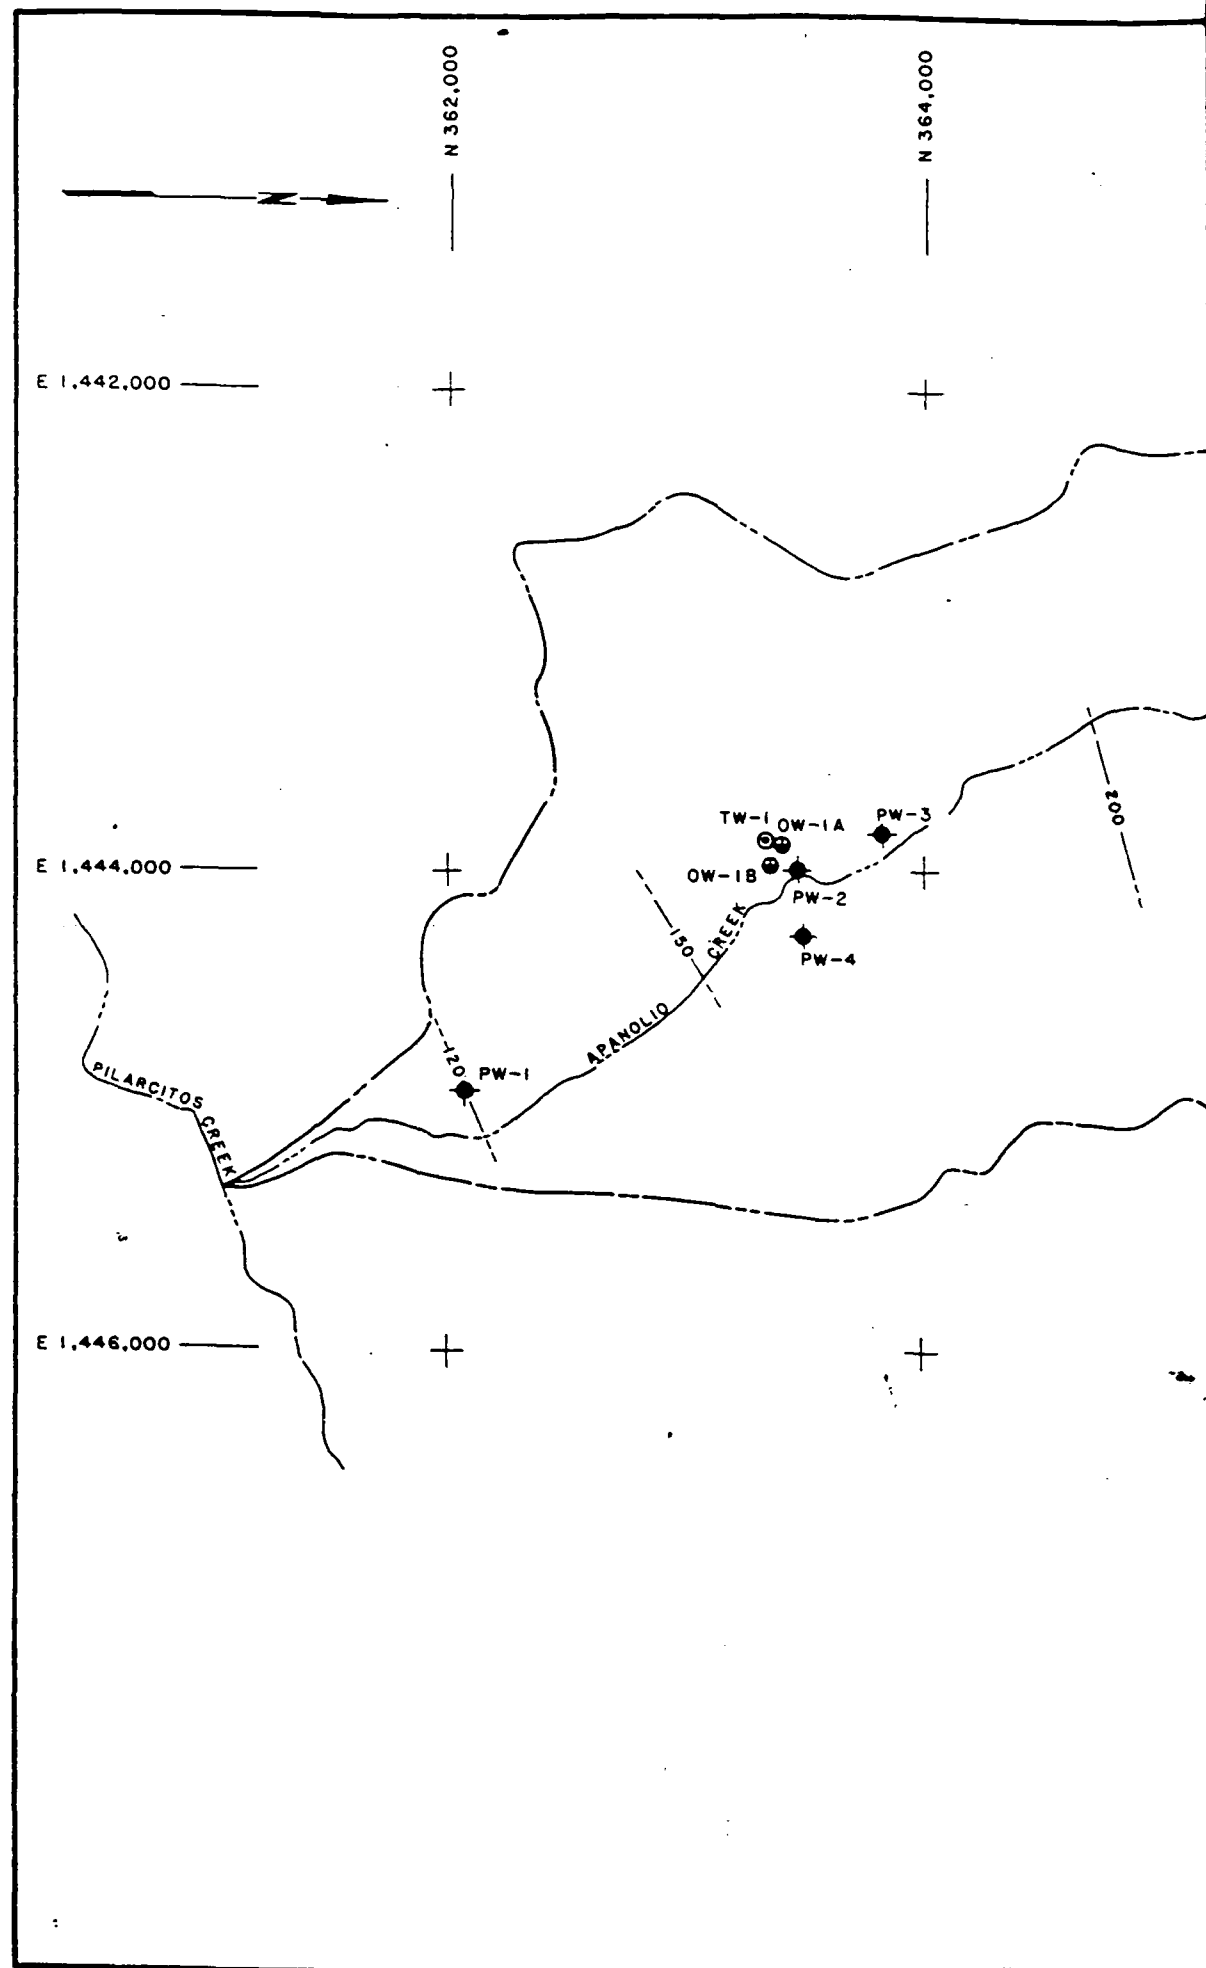 N 362,000
N 364,000
N
E 1,442,000
E 1,444,000
E 1,446,000
TW-1
OW-1A
PW-3
OW-1B
PW-2
PW-4
200
150
APANOLIO CREEK
120
PW-1
PILARCITOS CREEK